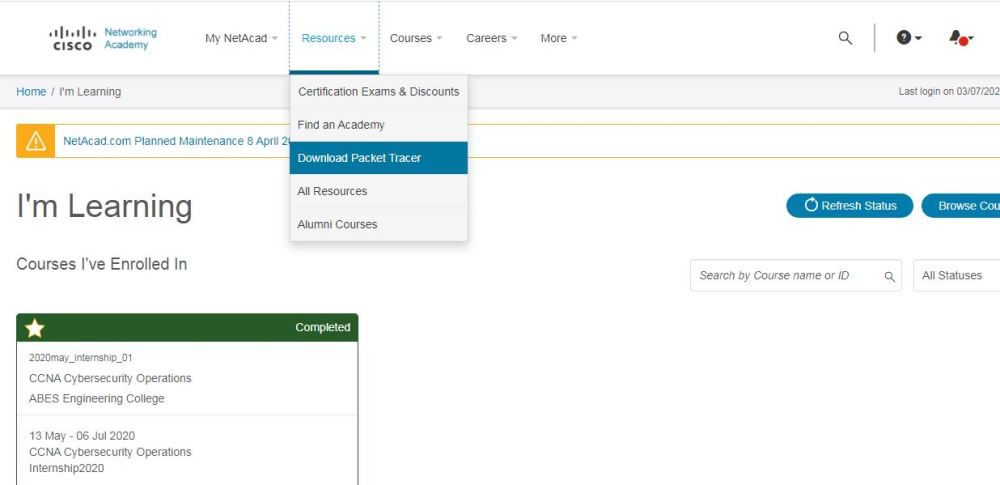 CISCO
Networking
Academy
My NetAcad
Resources
Courses
Careers
More
Home / I'm Learning
Last login on 03/07/202
Certification Exams & Discounts
Find an Academy
Download Packet Tracer
All Resources
Alumni Courses
NetAcad.com Planned Maintenance 8 April 2
I'm Learning
Refresh Status
Browse Cou
Courses I've Enrolled In
Search by Course name or ID
All Statuses
Completed
2020may_internship_01
CCNA Cybersecurity Operations
ABES Engineering College
13 May - 06 Jul 2020
CCNA Cybersecurity Operations
Internship2020